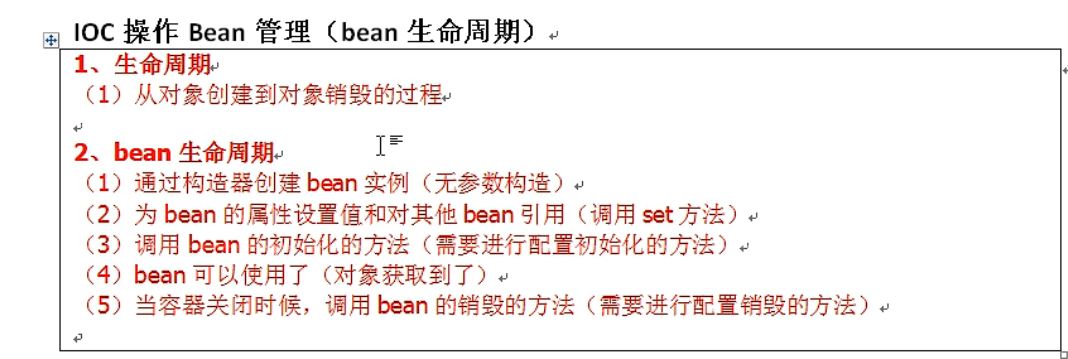 IOC 操作 Bean 管理（bean 生命周期）
1、生命周期
（1）从对象创建到对象销毁的过程
2、bean 生命周期
（1）通过构造器创建 bean 实例（无参数构造）
（2）为 bean 的属性设置值和对其他 bean 引用（调用 set 方法）
（3）调用 bean 的初始化的方法（需要进行配置初始化的方法）
（4）bean 可以使用了（对象获取到了）
（5）当容器关闭时候，调用 bean 的销毁的方法（需要进行配置销毁的方法）